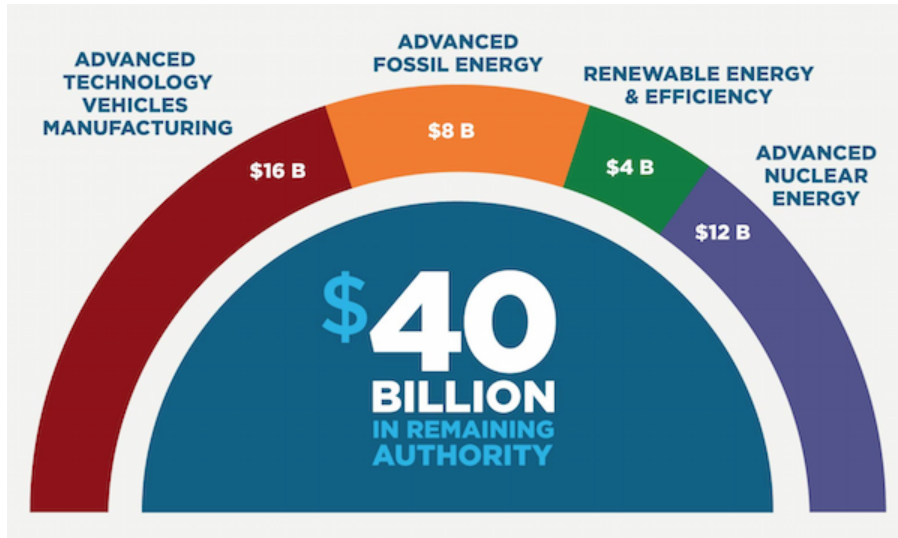 ADVANCED
TECHNOLOGY
VEHICLES
MANUFACTURING
$16 B
ADVANCED
FOSSIL ENERGY
$8 B
RENEWABLE ENERGY
& EFFICIENCY
$4 B
ADVANCED
NUCLEAR
ENERGY
$12 B
$40
BILLION
IN REMAINING
AUTHORITY